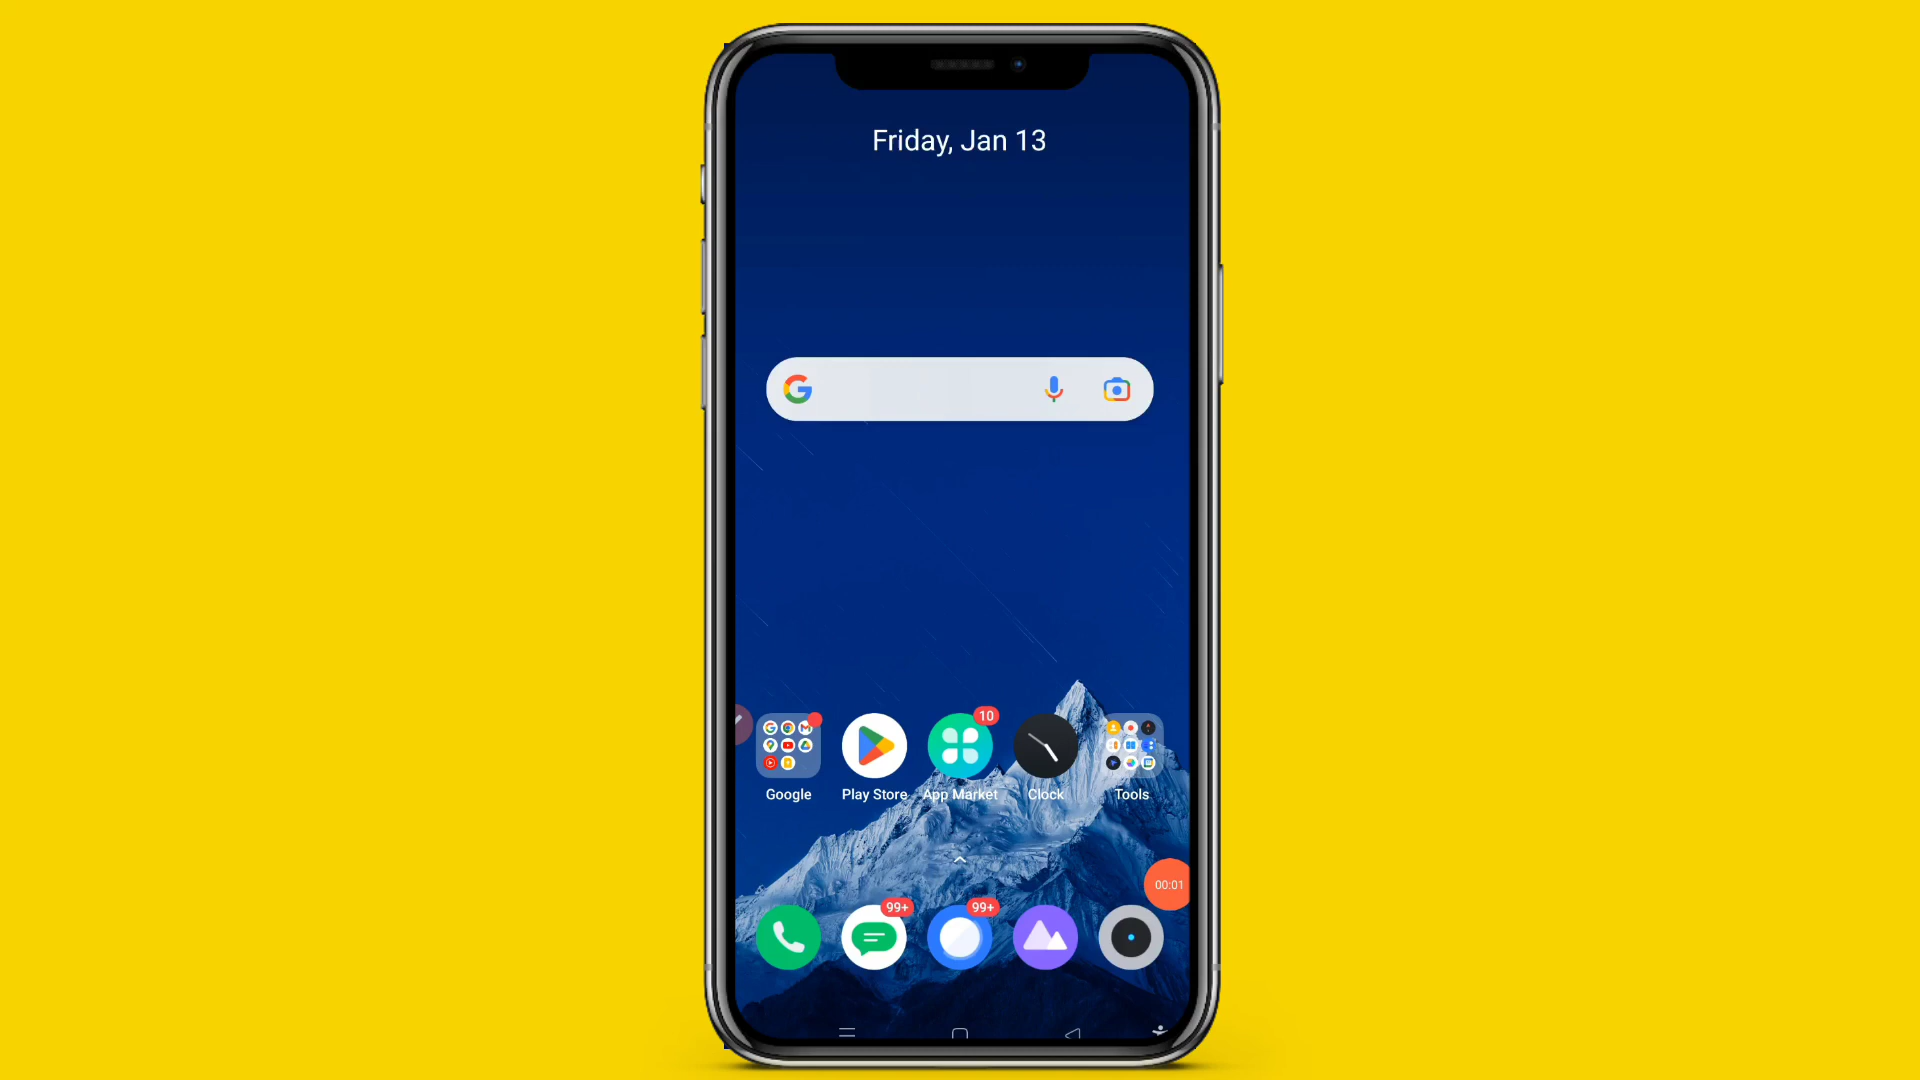 Friday, Jan 13
10
Google
Play Store
App Market
Clock
Tools
00:01
99+
99+